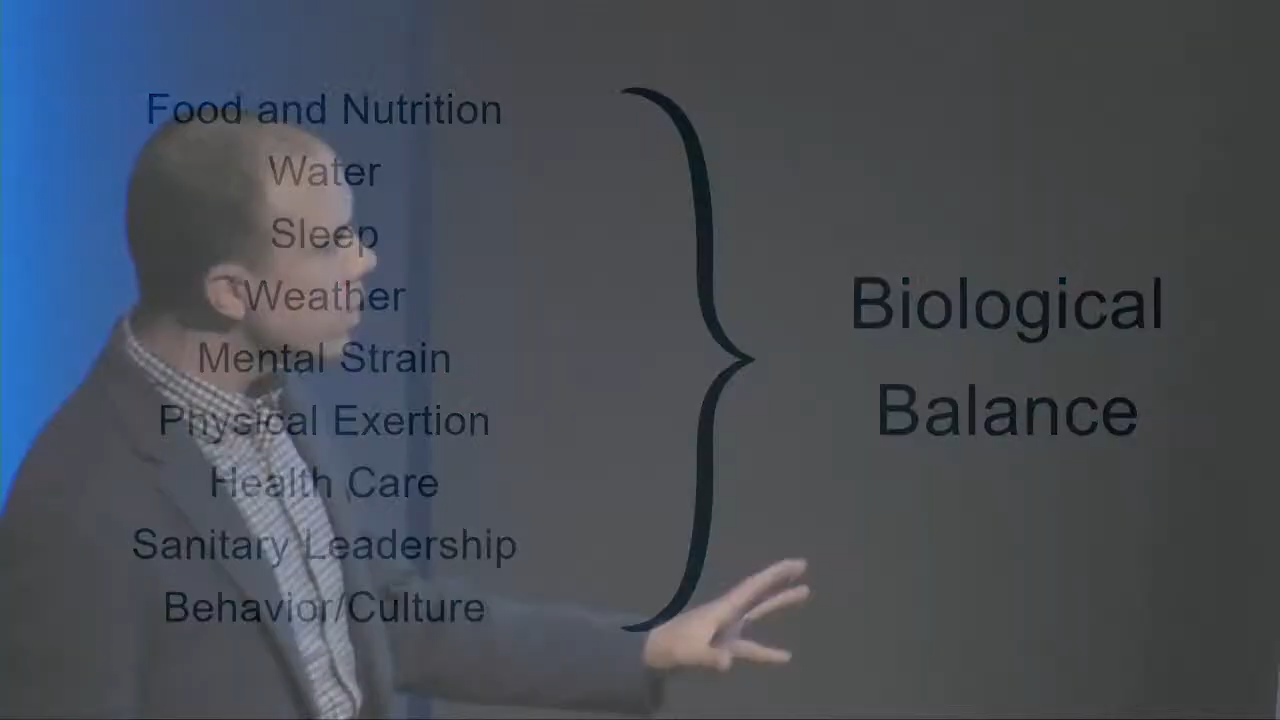 Food and Nutrition
Water
Sleep
Weather
Mental Strain
Physical Exertion
Health Care
Sanitary Leadership
Behavior/Culture
Biological
Balance